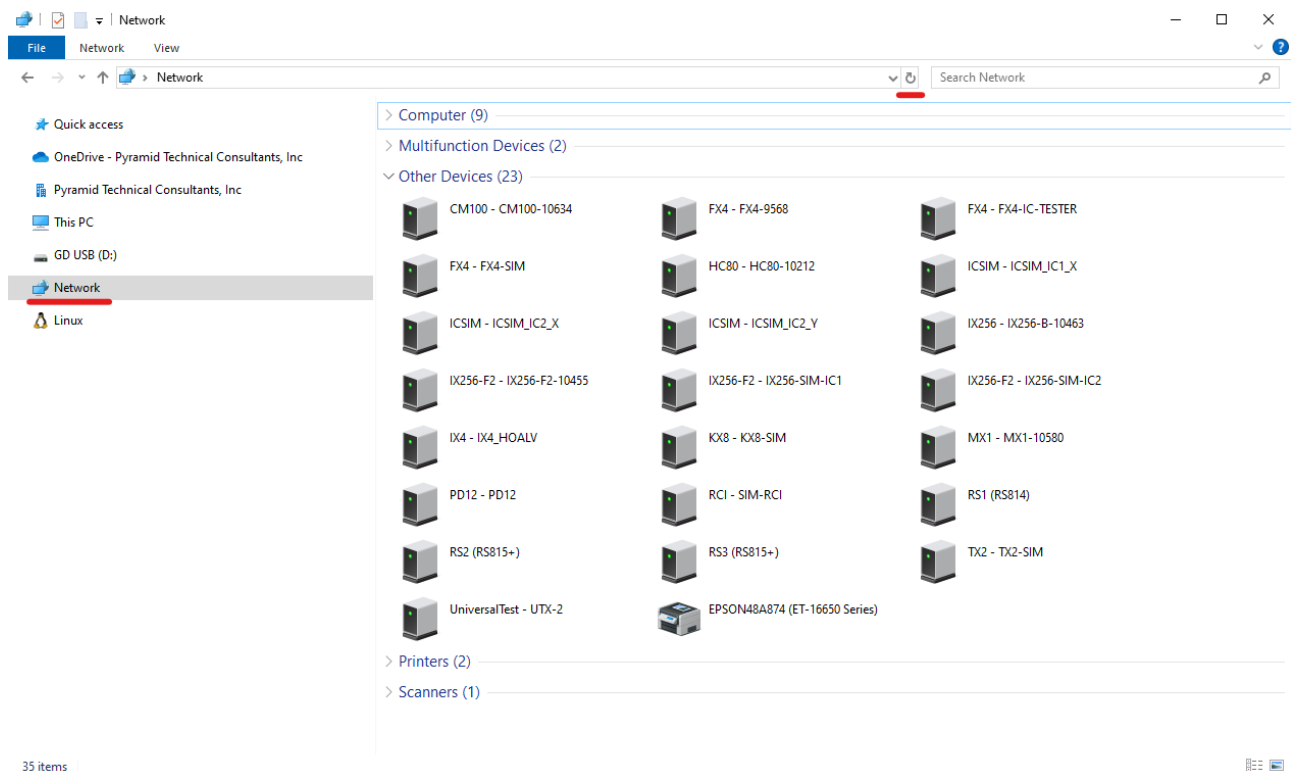 Network
File Network View
Network
Search Network
Quick access
OneDrive - Pyramid Technical Consultants, Inc
Pyramid Technical Consultants, Inc
This PC
GD USB (D:)
Network
Linux
Computer (9)
Multifunction Devices (2)
Other Devices (23)
CM100 - CM100-10634 FX4 - FX4-9568 FX4 - FX4-IC-TESTER
FX4 - FX4-SIM HC80 - HC80-10212 ICSIM - ICSIM_IC1_X
ICSIM - ICSIM_IC2_X ICSIM - ICSIM_IC2_Y IX256 - IX256-B-10463
IX256-F2 - IX256-F2-10455 IX256-F2 - IX256-SIM-IC1 IX256-F2 - IX256-SIM-IC2
IX4 - IX4_HOALV KX8 - KX8-SIM MX1 - MX1-10580
PD12 - PD12 RCI - SIM-RCI RS1 (RS814)
RS2 (RS815+) RS3 (RS815+) TX2 - TX2-SIM
UniversalTest - UTX-2 EPSON48A874 (ET-16650 Series)
Printers (2)
Scanners (1)
35 items